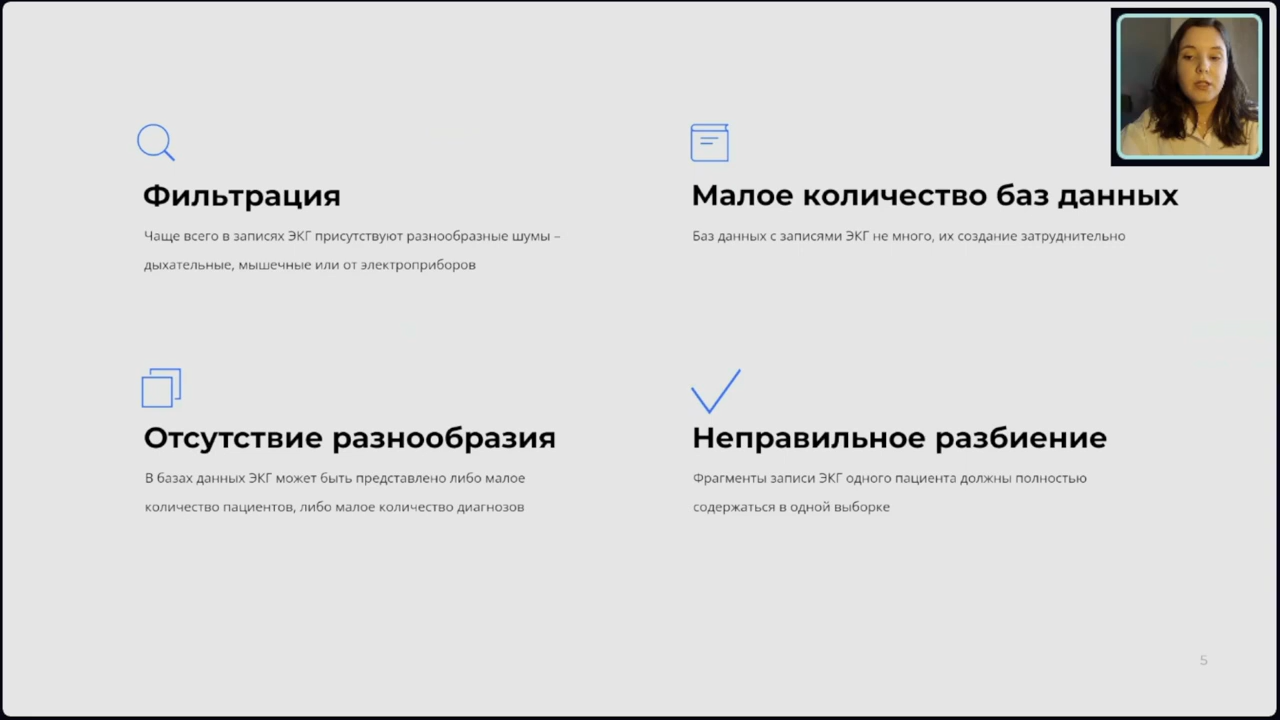 Фильтрация
Чаще всего в записях ЭКГ присутствуют разнообразные шумы –
дыхательные, мышечные или от электроприборов
Малое количество баз данных
Баз данных с записями ЭКГ не много, их создание затруднительно
Отсутствие разнообразия
В базах данных ЭКГ может быть представлено либо малое
количество пациентов, либо малое количество диагнозов
Неправильное разбиение
Фрагменты записи ЭКГ одного пациента должны полностью
содержаться в одной выборке
5